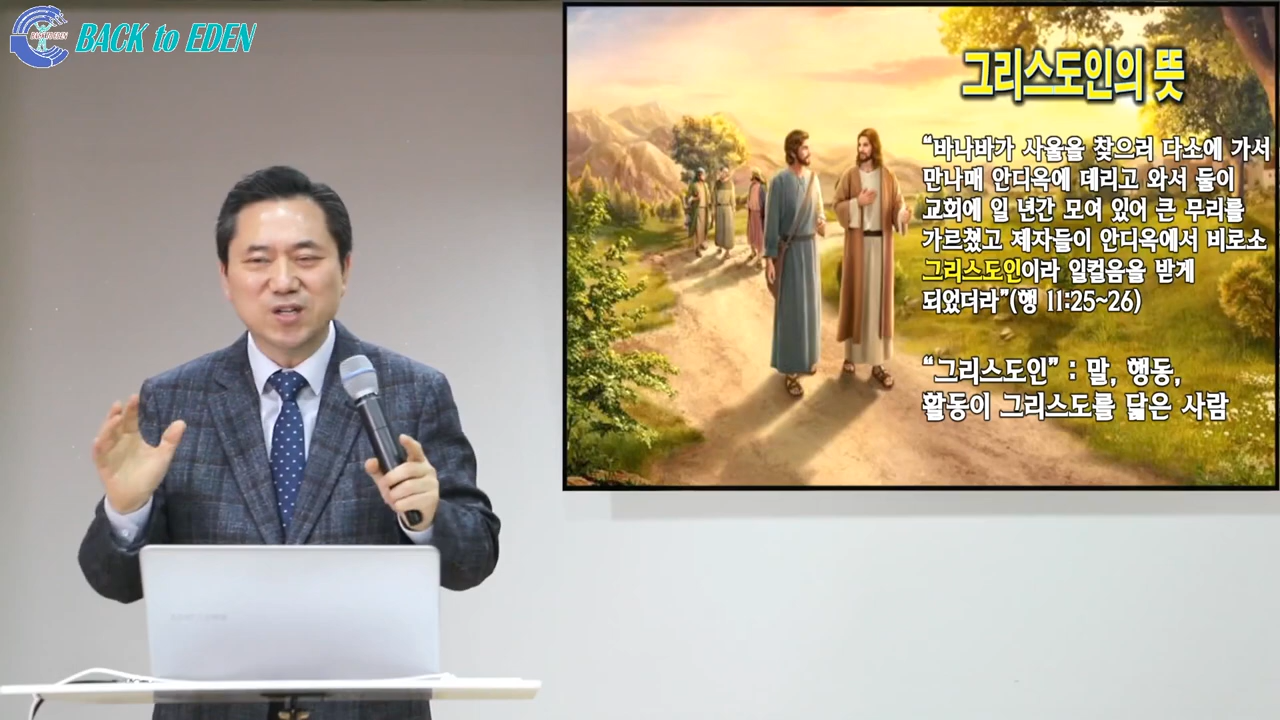 BACK to EDEN
BACK TO EDEN
그리스도인의 뜻
“바나바가 사울을 찾으러 다소에 가서
만나매 안디옥에 데리고 와서 둘이
교회에 일 년간 모여 있어 큰 무리를
가르쳤고 제자들이 안디옥에서 비로소
그리스도인이라 일컬음을 받게
되었더라”(행 11:25~26)
“그리스도인” : 말, 행동,
활동이 그리스도를 닮은 사람